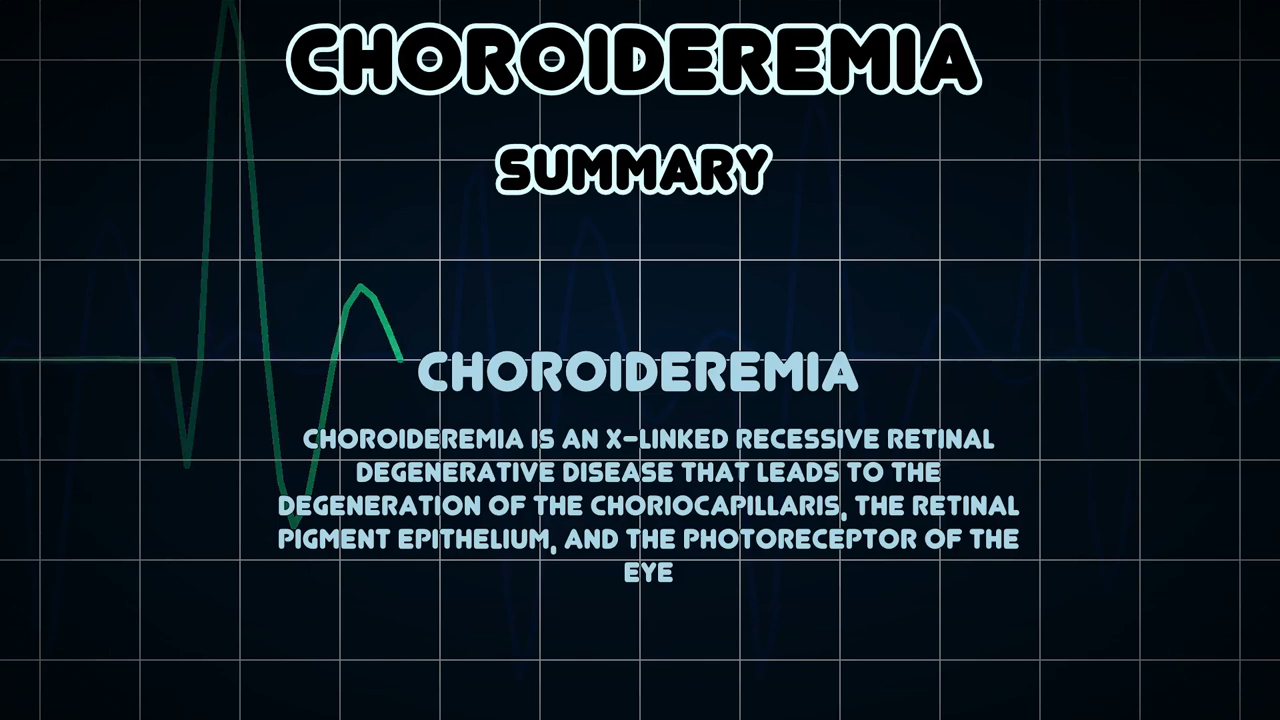 CHOROIDEREMIA
SUMMARY
CHOROIDEREMIA
CHOROIDEREMIA IS AN X-LINKED RECESSIVE RETINAL
DEGENERATIVE DISEASE THAT LEADS TO THE
DEGENERATION OF THE CHORIOCAPILLARIS, THE RETINAL
PIGMENT EPITHELIUM, AND THE PHOTORECEPTOR OF THE
EYE